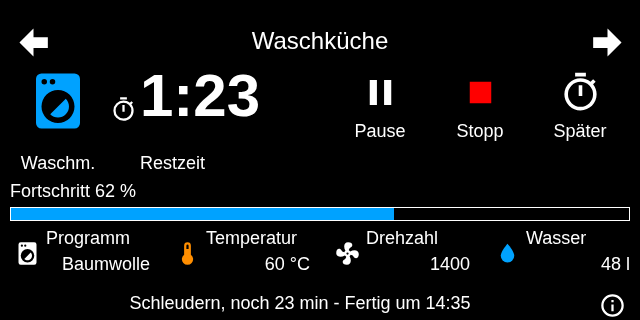 Waschküche
1:23
Pause Stopp Später
Waschm. Restzeit
Fortschritt 62 %
Programm Temperatur Drehzahl Wasser
Baumwolle 60 °C 1400 48 l
Schleudern, noch 23 min - Fertig um 14:35